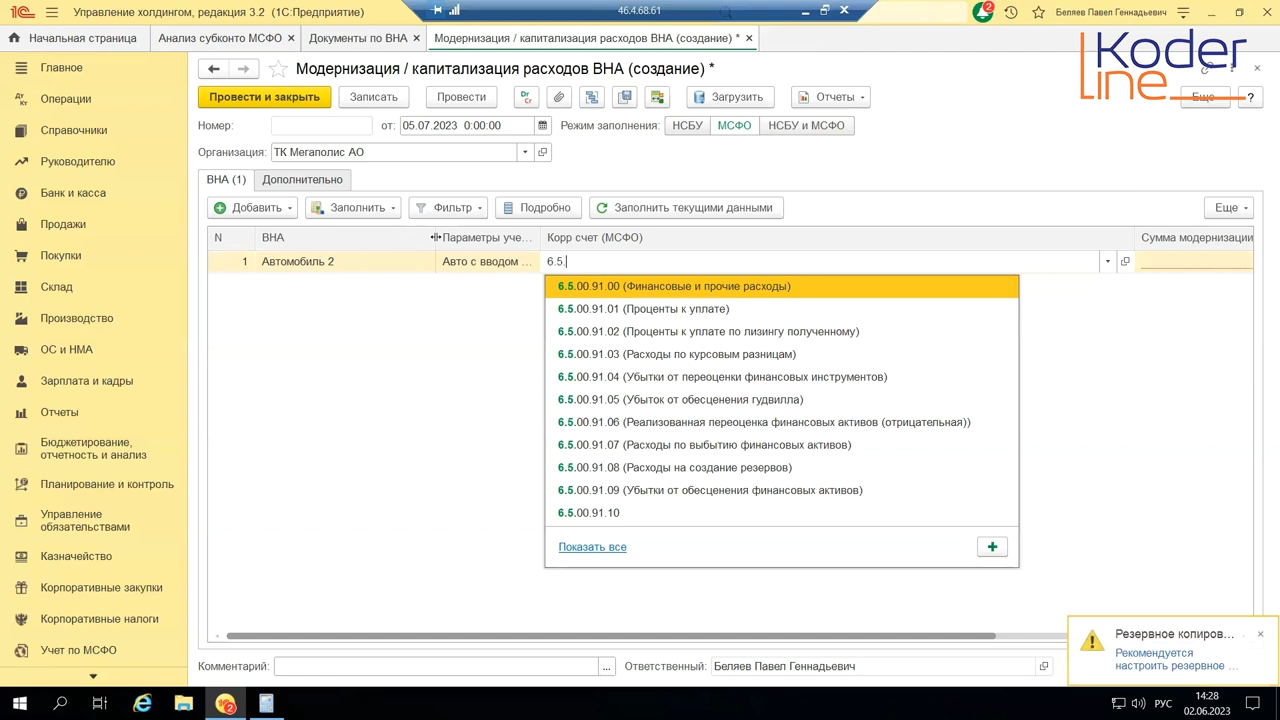 Управление холдингом, редакция 3.2 (1С:Предприятие)
46.4.68.61
2
Беляев Павел Геннадьевич
Начальная страница
Анализ субконто МСФО ×
Документы по ВНА ×
Модернизация / капитализация расходов ВНА (создание) * ×
Koder
line
Главное
Операции
Справочники
Руководителю
Банк и касса
Продажи
Покупки
Склад
Производство
ОС и НМА
Зарплата и кадры
Отчеты
Бюджетирование,
отчетность и анализ
Планирование и контроль
Управление
обязательствами
Казначейство
Корпоративные закупки
Корпоративные налоги
Учет по МСФО
Модернизация / капитализация расходов ВНА (создание) *
Провести и закрыть
Записать
Провести
Загрузить
Отчеты
Еще
?
Номер:
от:
05.07.2023 0:00:00
Режим заполнения:
НСБУ
МСФО
НСБУ и МСФО
Организация:
ТК Мегаполис АО
ВНА (1)
Дополнительно
Добавить
Заполнить
Фильтр
Подробно
Заполнить текущими данными
Еще
N
ВНА
Параметры уче...
Корр счет (МСФО)
Сумма модернизации
1
Автомобиль 2
Авто с вводом ...
6.5.
6.5.00.91.00 (Финансовые и прочие расходы)
6.5.00.91.01 (Проценты к уплате)
6.5.00.91.02 (Проценты к уплате по лизингу полученному)
6.5.00.91.03 (Расходы по курсовым разницам)
6.5.00.91.04 (Убытки от переоценки финансовых инструментов)
6.5.00.91.05 (Убыток от обесценения гудвилла)
6.5.00.91.06 (Реализованная переоценка финансовых активов (отрицательная))
6.5.00.91.07 (Расходы по выбытию финансовых активов)
6.5.00.91.08 (Расходы на создание резервов)
6.5.00.91.09 (Убытки от обесценения финансовых активов)
6.5.00.91.10
Показать все
Резервное копиров...
Рекомендуется
настроить резервное ...
Комментарий:
...
Ответственный:
Беляев Павел Геннадьевич
2
РУС
14:28
02.06.2023